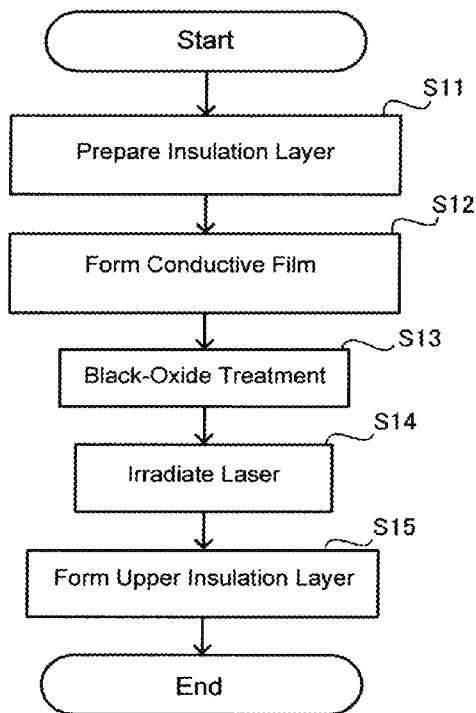 Start
S11
Prepare Insulation Layer
S12
Form Conductive Film
S13
Black-Oxide Treatment
S14
Irradiate Laser
S15
Form Upper Insulation Layer
End